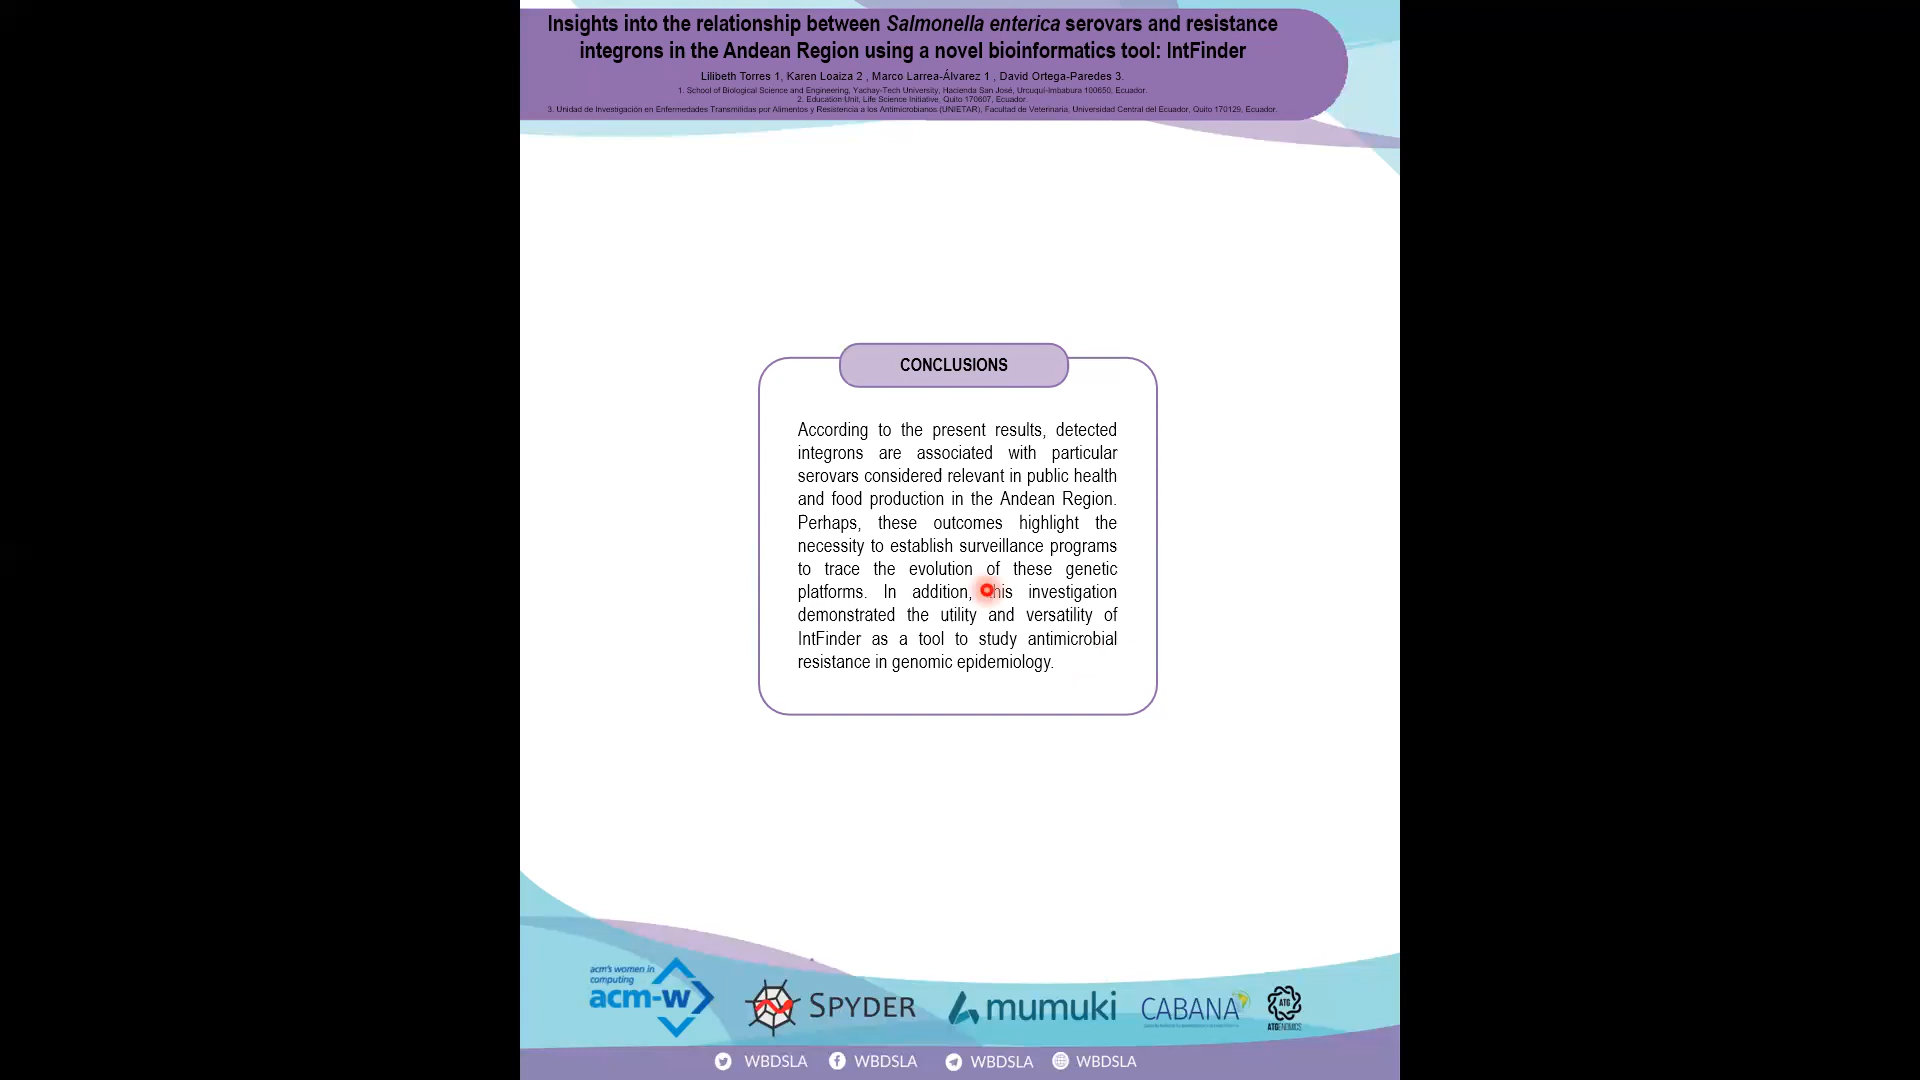 Insights into the relationship between Salmonella enterica serovars and resistance
integrons in the Andean Region using a novel bioinformatics tool: IntFinder
Lilibeth Torres 1, Karen Loaiza 2 , Marco Larrea-Álvarez 1 , David Ortega-Paredes 3.
1. School of Biological Science and Engineering, Yachay-Tech University, Hacienda San José, Urcuquí-Imbabura 100650, Ecuador.
2. Education Unit, Life Science Initiative, Quito 170607, Ecuador.
3. Unidad de Investigación en Enfermedades Transmitidas por Alimentos y Resistencia a los Antimicrobianos (UNIETAR), Facultad de Veterinaria, Universidad Central del Ecuador, Quito 170129, Ecuador.
CONCLUSIONS
According to the present results, detected
integrons are associated with particular
serovars considered relevant in public health
and food production in the Andean Region.
Perhaps, these outcomes highlight the
necessity to establish surveillance programs
to trace the evolution of these genetic
platforms. In addition, this investigation
demonstrated the utility and versatility of
IntFinder as a tool to study antimicrobial
resistance in genomic epidemiology.
acm's women in
computing
acm-w
SPYDER
mumuki
CABANA
ATG
ATGENOMICS
WBDSLA WBDSLA WBDSLA WBDSLA